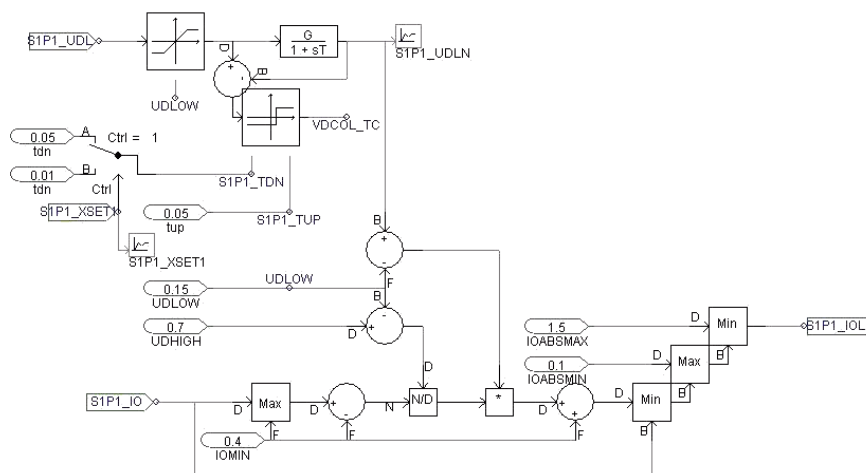 G
1 + sT
S1P1_UDL
D
B
S1P1_UDLN
UDLOW
VDCOL_TC
0.05
tdn
A
Ctrl = 1
0.01
tdn
B
Ctrl
S1P1_TDN
S1P1_XSET1
0.05
tup
S1P1_TUP
B
S1P1_XSET1
UDLOW
F
0.15
UDLOW
B
0.7
UDHIGH
D
D
1.5
IOABSMAX
D
Min
S1P1_IOL
B
0.1
IOABSMIN
D
Max
B
S1P1_IO
D
Max
D
N
N/D
*
D
D
Min
B
F
F
F
B
0.4
IOMIN